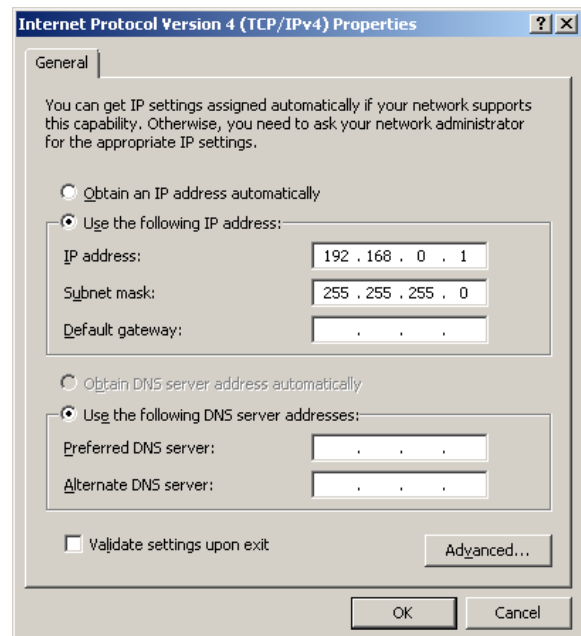 Internet Protocol Version 4 (TCP/IPv4) Properties
General
You can get IP settings assigned automatically if your network supports
this capability. Otherwise, you need to ask your network administrator
for the appropriate IP settings.
Obtain an IP address automatically
Use the following IP address:
IP address: 192 . 168 . 0 . 1
Subnet mask: 255 . 255 . 255 . 0
Default gateway: . . .
Obtain DNS server address automatically
Use the following DNS server addresses:
Preferred DNS server: . . .
Alternate DNS server: . . .
Validate settings upon exit
Advanced...
OK Cancel